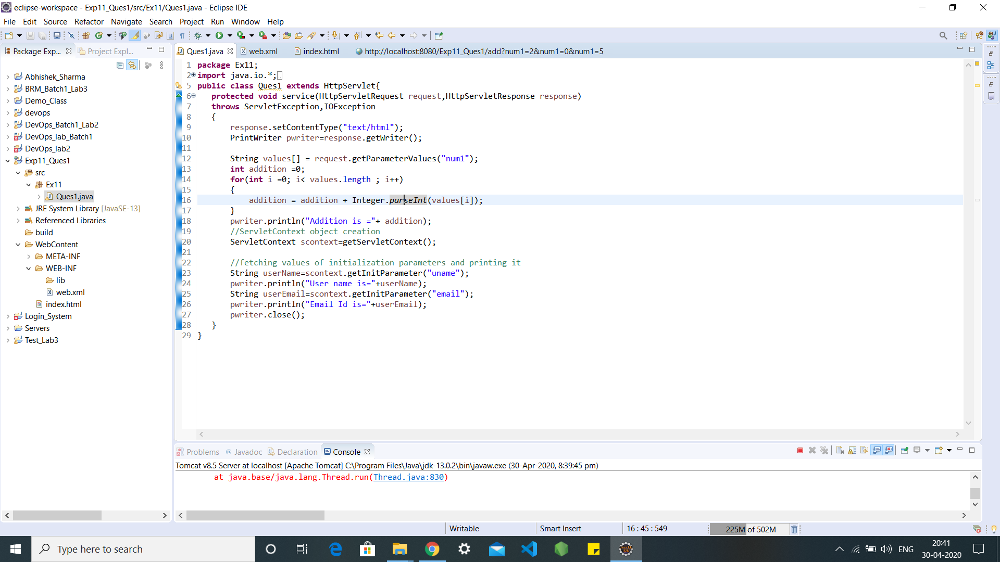 eclipse-workspace - Exp11_Ques1/src/Ex11/Ques1.java - Eclipse IDE
File Edit Source Refactor Navigate Search Project Run Window Help
Package Exp... Project Expl...
Ques1.java web.xml index.html http://localhost:8080/Exp11_Ques1/add?num1=2&num1=0&num1=5
Abhishek_Sharma
BRM_Batch1_Lab3
Demo_Class
devops
DevOps_Batch1_Lab2
DevOps_lab_Batch1
DevOps_lab2
Exp11_Ques1
src
Ex11
Ques1.java
JRE System Library [JavaSE-13]
Referenced Libraries
build
WebContent
META-INF
WEB-INF
lib
web.xml
index.html
Login_System
Servers
Test_Lab3
1 package Ex11;
2 import java.io.*;
5 public class Ques1 extends HttpServlet{
6 protected void service(HttpServletRequest request,HttpServletResponse response)
7 throws ServletException,IOException
8 {
9 response.setContentType("text/html");
10 PrintWriter pwriter=response.getWriter();
11
12 String values[] = request.getParameterValues("num1");
13 int addition =0;
14 for(int i =0; i< values.length ; i++)
15 {
16 addition = addition + Integer.parseInt(values[i]);
17 }
18 pwriter.println("Addition is ="+ addition);
19 //ServletContext object creation
20 ServletContext scontext=getServletContext();
21
22 //fetching values of initialization parameters and printing it
23 String userName=scontext.getInitParameter("uname");
24 pwriter.println("User name is="+userName);
25 String userEmail=scontext.getInitParameter("email");
26 pwriter.println("Email Id is="+userEmail);
27 pwriter.close();
28 }
29 }
Problems Javadoc Declaration Console
Tomcat v8.5 Server at localhost [Apache Tomcat] C:\Program Files\Java\jdk-13.0.2\bin\javaw.exe (30-Apr-2020, 8:39:45 pm)
at java.base/java.lang.Thread.run(Thread.java:830)
Writable Smart Insert 16 : 45 : 549 225M of 502M
Type here to search
ENG
20:41
30-04-2020